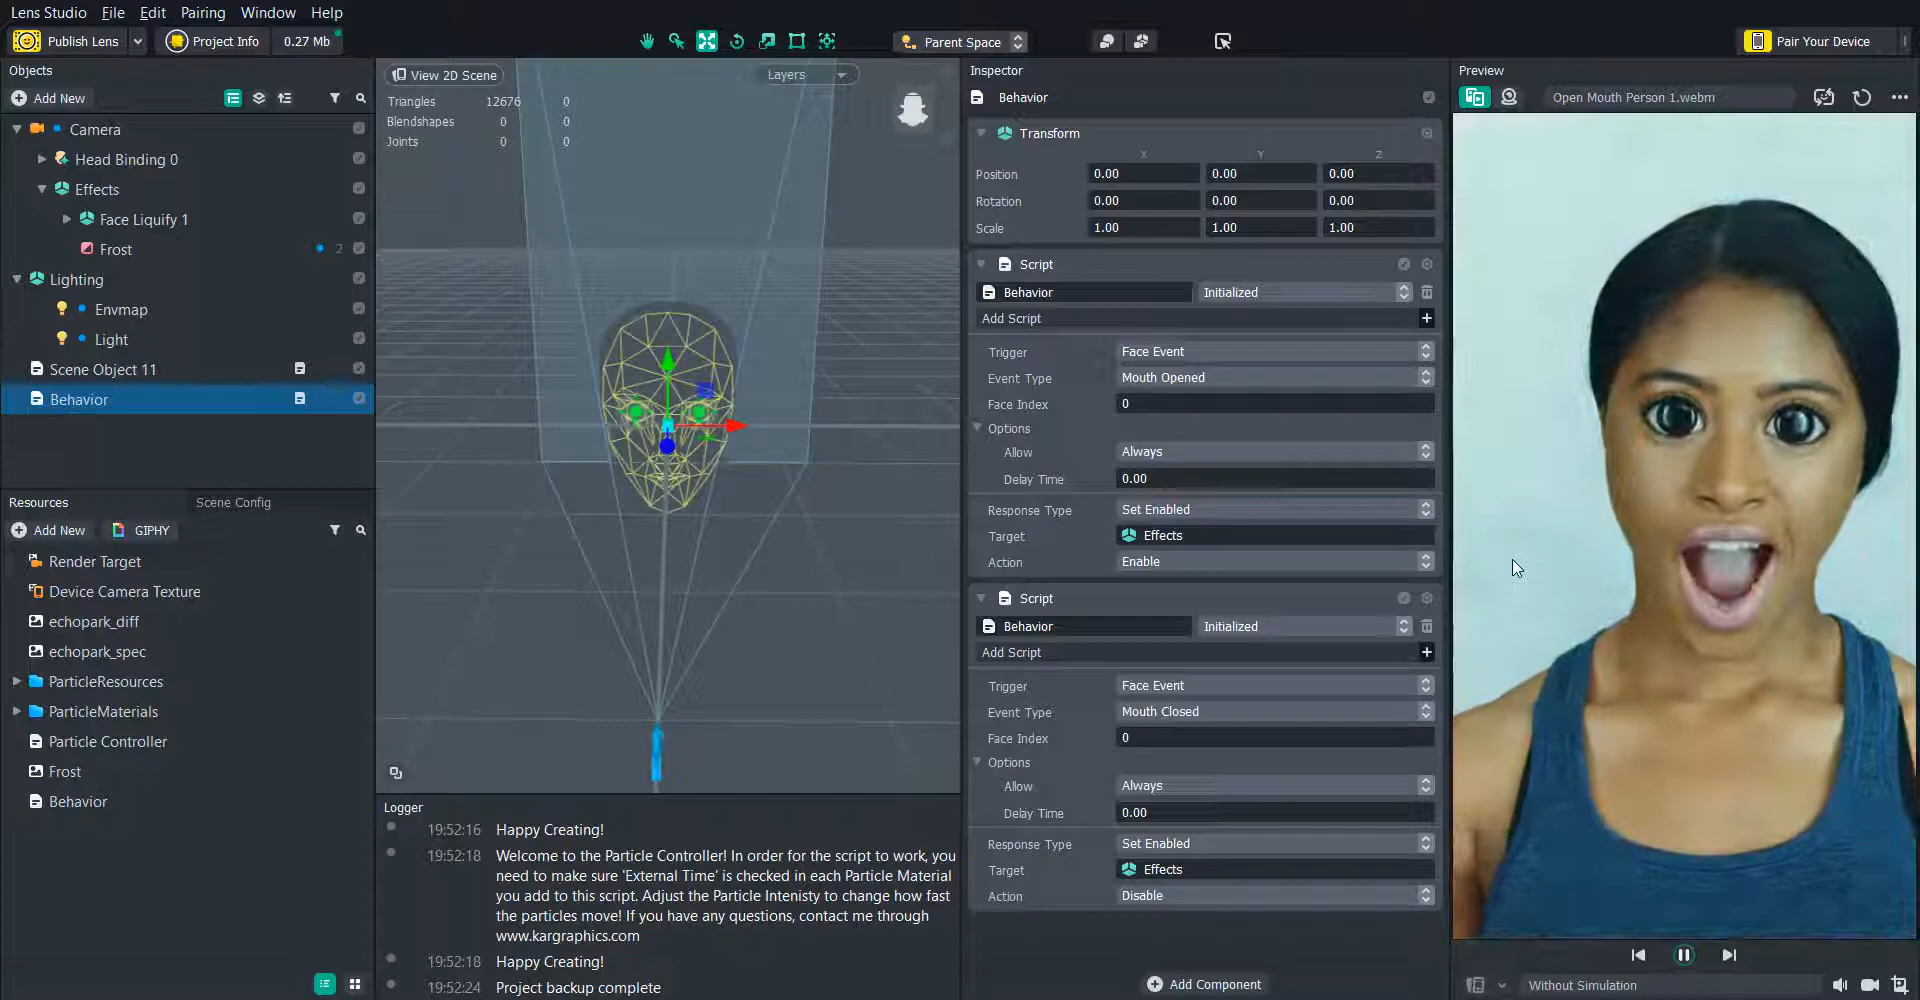 Lens Studio File Edit Pairing Window Help
Publish Lens Project Info 0.27 Mb Parent Space Pair Your Device
Objects
Add New
Camera
Head Binding 0
Effects
Face Liquify 1
Frost 2
Lighting
Envmap
Light
Scene Object 11
Behavior
Resources Scene Config
Add New GIPHY
Render Target
Device Camera Texture
echopark_diff
echopark_spec
ParticleResources
ParticleMaterials
Particle Controller
Frost
Behavior
View 2D Scene Layers
Triangles 12676 0
Blendshapes 0 0
Joints 0 0
Logger
19:52:16 Happy Creating!
19:52:18 Welcome to the Particle Controller! In order for the script to work, you
need to make sure 'External Time' is checked in each Particle Material
you add to this script. Adjust the Particle Intenisty to change how fast
the particles move! If you have any questions, contact me through
www.kargraphics.com
19:52:18 Happy Creating!
19:52:24 Project backup complete
Inspector
Behavior
Transform
X Y Z
Position 0.00 0.00 0.00
Rotation 0.00 0.00 0.00
Scale 1.00 1.00 1.00
Script
Behavior Initialized
Add Script +
Trigger Face Event
Event Type Mouth Opened
Face Index 0
Options
Allow Always
Delay Time 0.00
Response Type Set Enabled
Target Effects
Action Enable
Script
Behavior Initialized
Add Script +
Trigger Face Event
Event Type Mouth Closed
Face Index 0
Options
Allow Always
Delay Time 0.00
Response Type Set Enabled
Target Effects
Action Disable
Add Component
Preview
Open Mouth Person 1.webm
Without Simulation